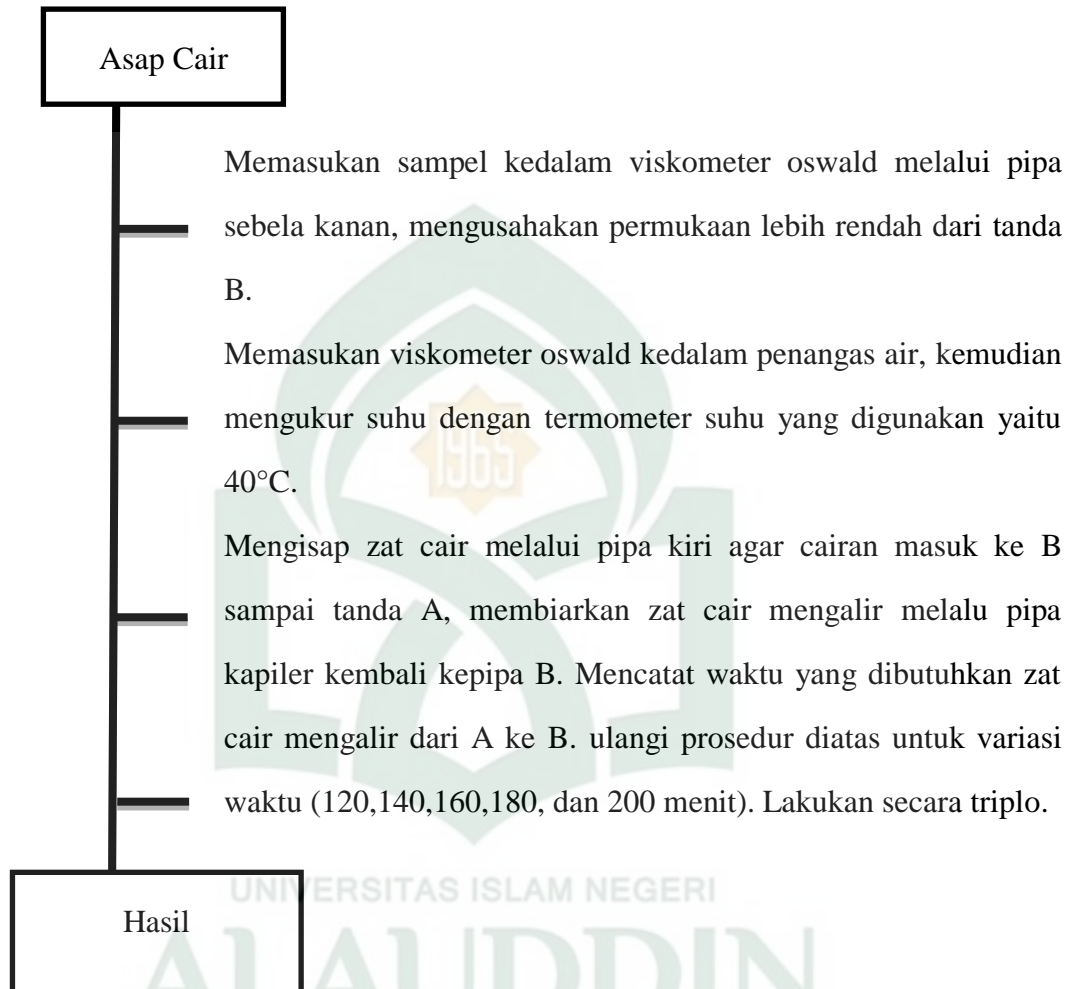 Asap Cair
Memasukan sampel kedalam viskometer oswald melalui pipa
sebela kanan, mengusahakan permukaan lebih rendah dari tanda
B.
Memasukan viskometer oswald kedalam penangas air, kemudian
mengukur suhu dengan termometer suhu yang digunakan yaitu
40°C.
Mengisap zat cair melalui pipa kiri agar cairan masuk ke B
sampai tanda A, membiarkan zat cair mengalir melalu pipa
kapiler kembali kepipa B. Mencatat waktu yang dibutuhkan zat
cair mengalir dari A ke B. ulangi prosedur diatas untuk variasi
waktu (120,140,160,180, dan 200 menit). Lakukan secara triplo.
1965
UNIVERSITAS ISLAM NEGERI
Hasil
ALAUDDIN